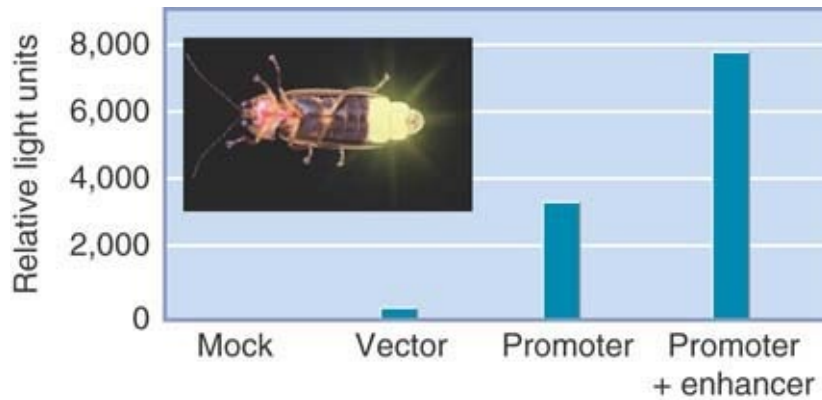 Relative light units
8,000
6,000
4,000
2,000
0
Mock
Vector
Promoter
Promoter
+ enhancer